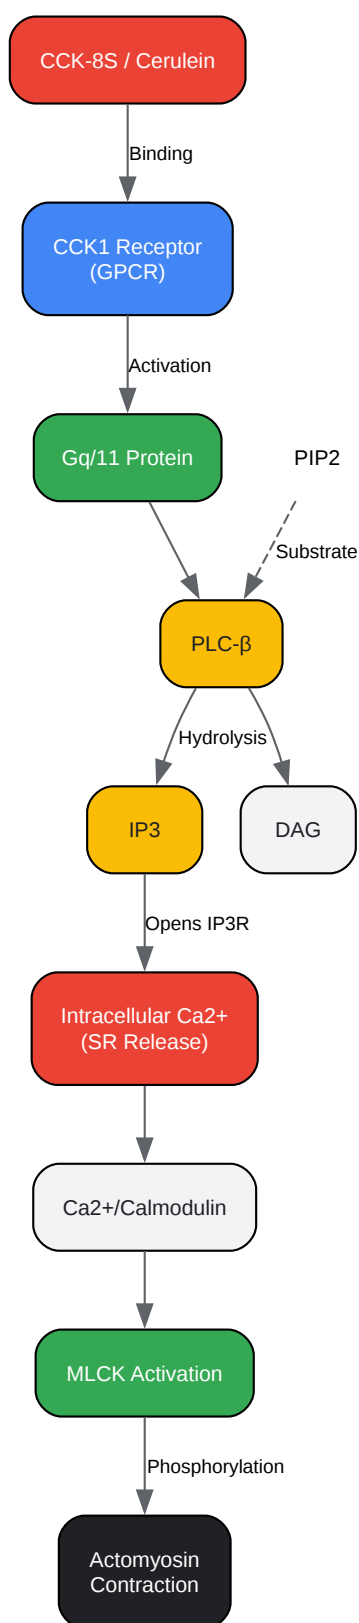 CCK-8S / Cerulein
Binding
CCK1 Receptor
(GPCR)
Activation
Gq/11 Protein
PIP2
Substrate
PLC-β
Hydrolysis
IP3
DAG
Opens IP3R
Intracellular Ca2+
(SR Release)
Ca2+/Calmodulin
MLCK Activation
Phosphorylation
Actomyosin
Contraction